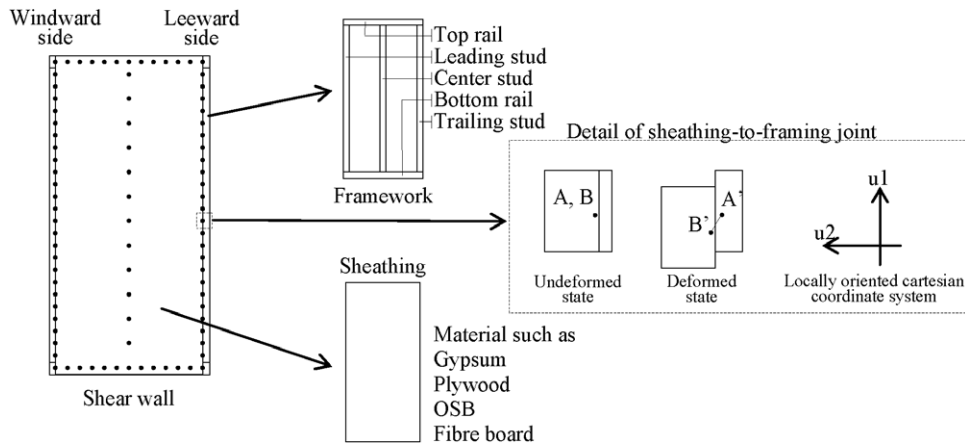 Windward side
Leeward side
Shear wall
Top rail
Leading stud
Center stud
Bottom rail
Trailing stud
Framework
Sheathing
Material such as
Gypsum
Plywood
OSB
Fibre board
Detail of sheathing-to-framing joint
A, B
Undeformed
state
A'
B'
Deformed
state
u1
u2
Locally oriented cartesian
coordinate system